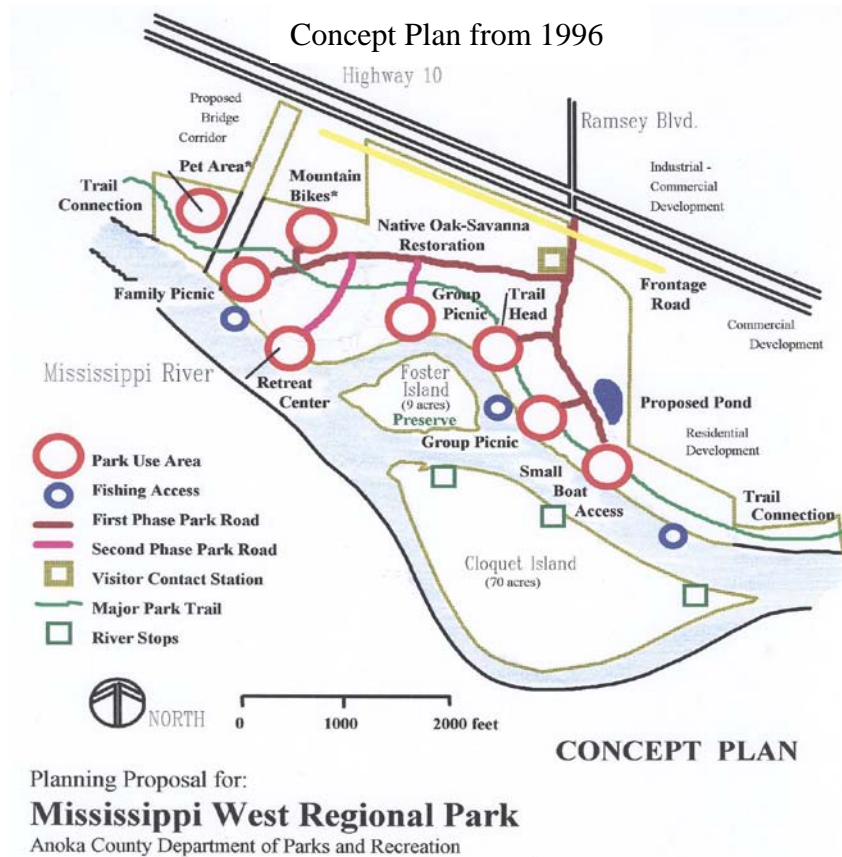 Concept Plan from 1996
Highway 10
Proposed
Bridge
Corridor
Ramsey Blvd.
Pet Area*
Mountain
Bikes*
Industrial -
Commercial
Development
Trail
Connection
Native Oak-Savanna
Restoration
Family Picnic
Group
Picnic
Trail
Head
Frontage
Road
Commercial
Development
Mississippi River
Retreat
Center
Foster
Island
(9 acres)
Preserve
Proposed Pond
Group Picnic
Residential
Development
Small
Boat
Access
Trail
Connection
Cloquet Island
(70 acres)
Park Use Area
Fishing Access
First Phase Park Road
Second Phase Park Road
Visitor Contact Station
Major Park Trail
River Stops
NORTH
0 1000 2000 feet
CONCEPT PLAN
Planning Proposal for:
Mississippi West Regional Park
Anoka County Department of Parks and Recreation